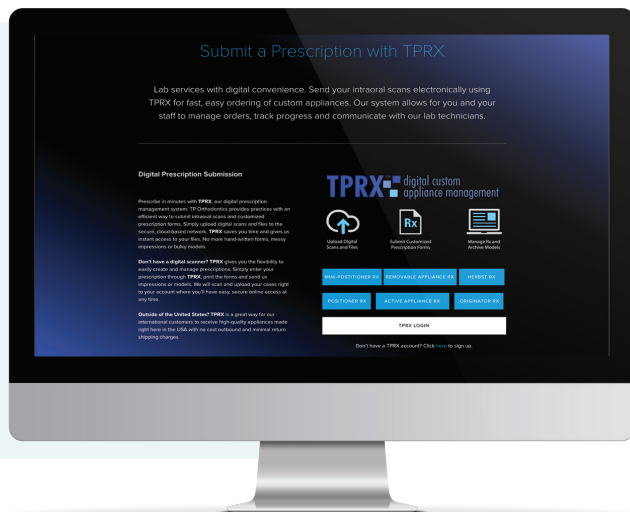 Submit a Prescription with TPRX
Lab services with digital convenience. Send your intraoral scans electronically using
TPRX for fast, easy ordering of custom appliances. Our system allows for you and your
staff to manage orders, track progress and communicate with our lab technicians.
Digital Prescription Submission
Prescribe in minutes with TPRX, our digital prescription
management system. TP Orthodontics provides practices with an
efficient way to submit intraoral scans and customized
prescription forms. Simply upload digital scans and files to the
secure, cloud-based network. TPRX saves you time and gives us
instant access to your files. No more hand-written forms, messy
impressions or bulky models.
Don't have a digital scanner? TPRX gives you the flexibility to
easily create and manage prescriptions. Simply enter your
prescription through TPRX, print the forms and send us
impressions or models. We will scan and upload your cases right
to your account where you'll have easy, secure online access at
any time.
Outside of the United States? TPRX is a great way for our
international customers to receive high-quality appliances made
right here in the USA with no cost outbound and minimal return
shipping charges.
TPRX digital custom
appliance management
Rx
Upload Digital
Scans and Files
Submit Customized
Prescription Forms
Manage Rx and
Archive Models
MINI-POSTITIONER RX
REMOVABLE APPLIANCE RX
HERBST RX
POSITIONER RX
ACTIVE APPLIANCE RX
ORIGINATOR RX
TPRX LOGIN
Don't have a TPRX account? Click here to sign up.